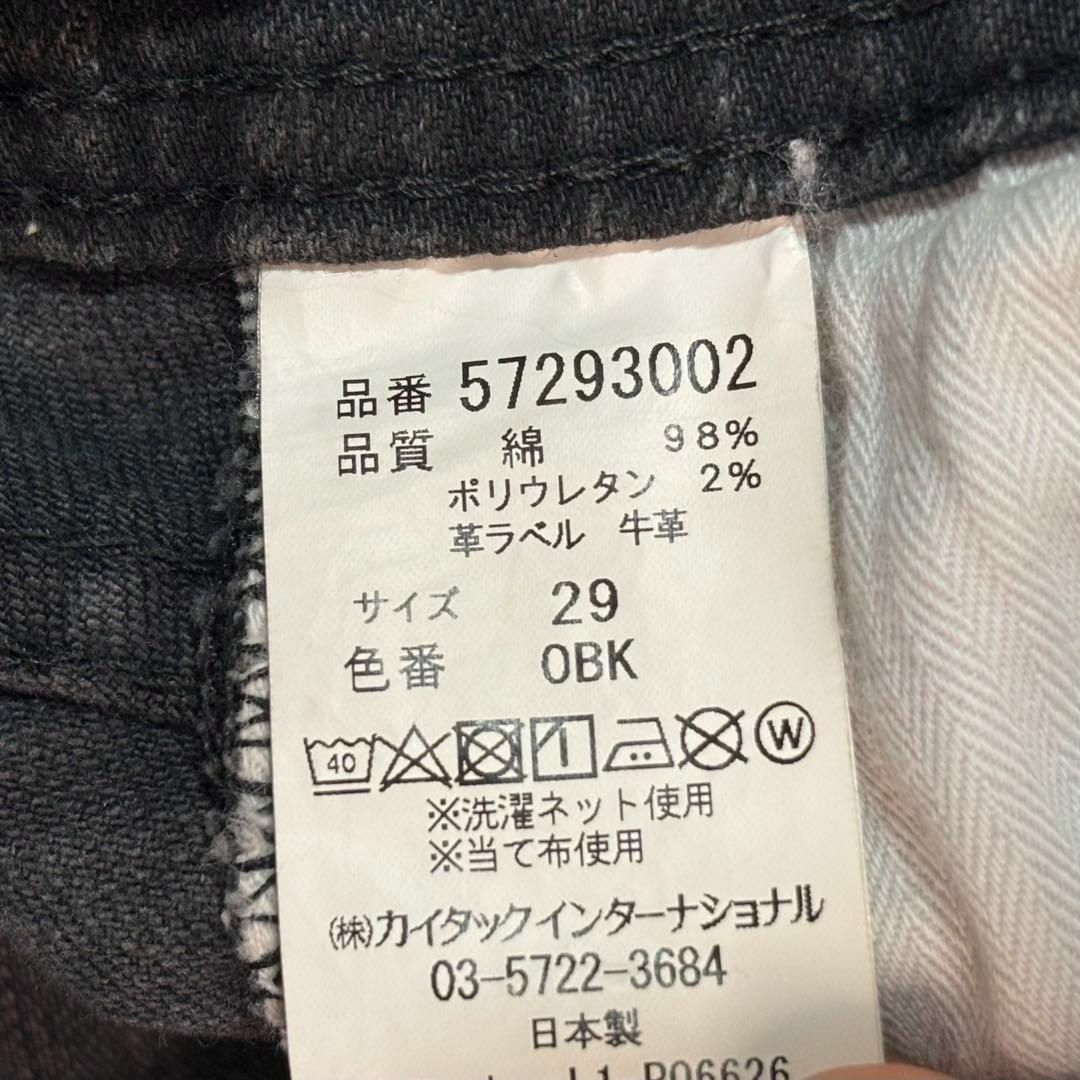 品番 57293002
品質 綿 98%
ポリウレタン 2%
革ラベル 牛革
サイズ 29
色番 0BK
40 W
※洗濯ネット使用
※当て布使用
(株)カイタックインターナショナル
03-5722-3684
日本製
P06626